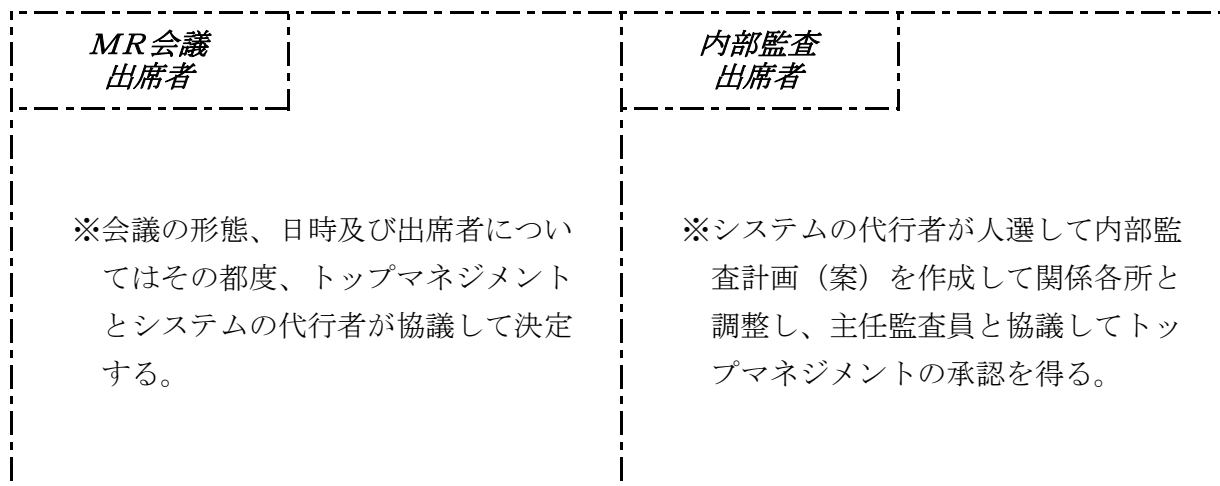 MR会議
出席者
※会議の形態、日時及び出席者につい
てはその都度、トップマネジメント
とシステムの代行者が協議して決定
する。
内部監査
出席者
※システムの代行者が人選して内部監
査計画（案）を作成して関係各所と
調整し、主任監査員と協議してトッ
プマネジメントの承認を得る。